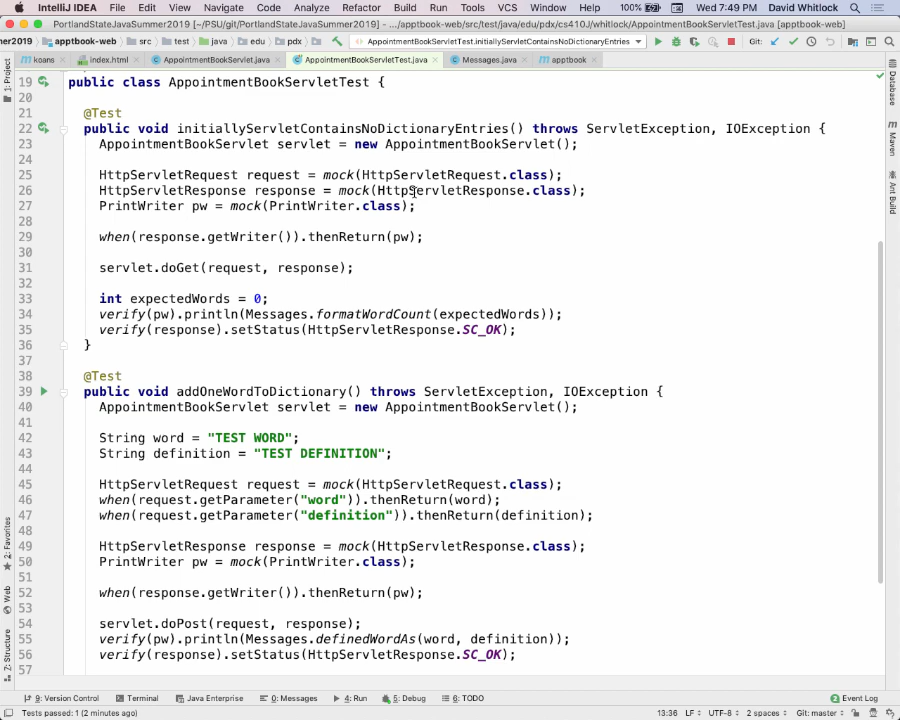 IntelliJ IDEA File Edit View Navigate Code Analyze Refactor Build Run Tools VCS Window Help 100% Wed 7:49 PM David Whitlock
PortlandStateJavaSummer2019 [~/PSU/git/PortlandStateJavaSummer2019] - .../apptbook-web/src/test/java/edu/pdx/cs410J/whitlock/AppointmentBookServletTest.java [apptbook-web]
ner2019 apptbook-web src test java edu pdx AppointmentBookServletTest.initiallyServletContainsNoDictionaryEntries Git:
koans index.html AppointmentBookServlet.java AppointmentBookServletTest.java Messages.java apptbook
1: Project
Database
Maven
Ant Build
19 public class AppointmentBookServletTest {
20
21 @Test
22 public void initiallyServletContainsNoDictionaryEntries() throws ServletException, IOException {
23 AppointmentBookServlet servlet = new AppointmentBookServlet();
24
25 HttpServletRequest request = mock(HttpServletRequest.class);
26 HttpServletResponse response = mock(HttpServletResponse.class);
27 PrintWriter pw = mock(PrintWriter.class);
28
29 when(response.getWriter()).thenReturn(pw);
30
31 servlet.doGet(request, response);
32
33 int expectedWords = 0;
34 verify(pw).println(Messages.formatWordCount(expectedWords));
35 verify(response).setStatus(HttpServletResponse.SC_OK);
36 }
37
38 @Test
39 public void addOneWordToDictionary() throws ServletException, IOException {
40 AppointmentBookServlet servlet = new AppointmentBookServlet();
41
42 String word = "TEST WORD";
43 String definition = "TEST DEFINITION";
44
45 HttpServletRequest request = mock(HttpServletRequest.class);
46 when(request.getParameter("word")).thenReturn(word);
47 when(request.getParameter("definition")).thenReturn(definition);
48
49 HttpServletResponse response = mock(HttpServletResponse.class);
50 PrintWriter pw = mock(PrintWriter.class);
51
52 when(response.getWriter()).thenReturn(pw);
53
54 servlet.doPost(request, response);
55 verify(pw).println(Messages.definedWordAs(word, definition));
56 verify(response).setStatus(HttpServletResponse.SC_OK);
57
2: Favorites
Web
7: Structure
9: Version Control Terminal Java Enterprise 0: Messages 4: Run 5: Debug 6: TODO Event Log
Tests passed: 1 (2 minutes ago) 13:36 LF UTF-8 2 spaces Git: master